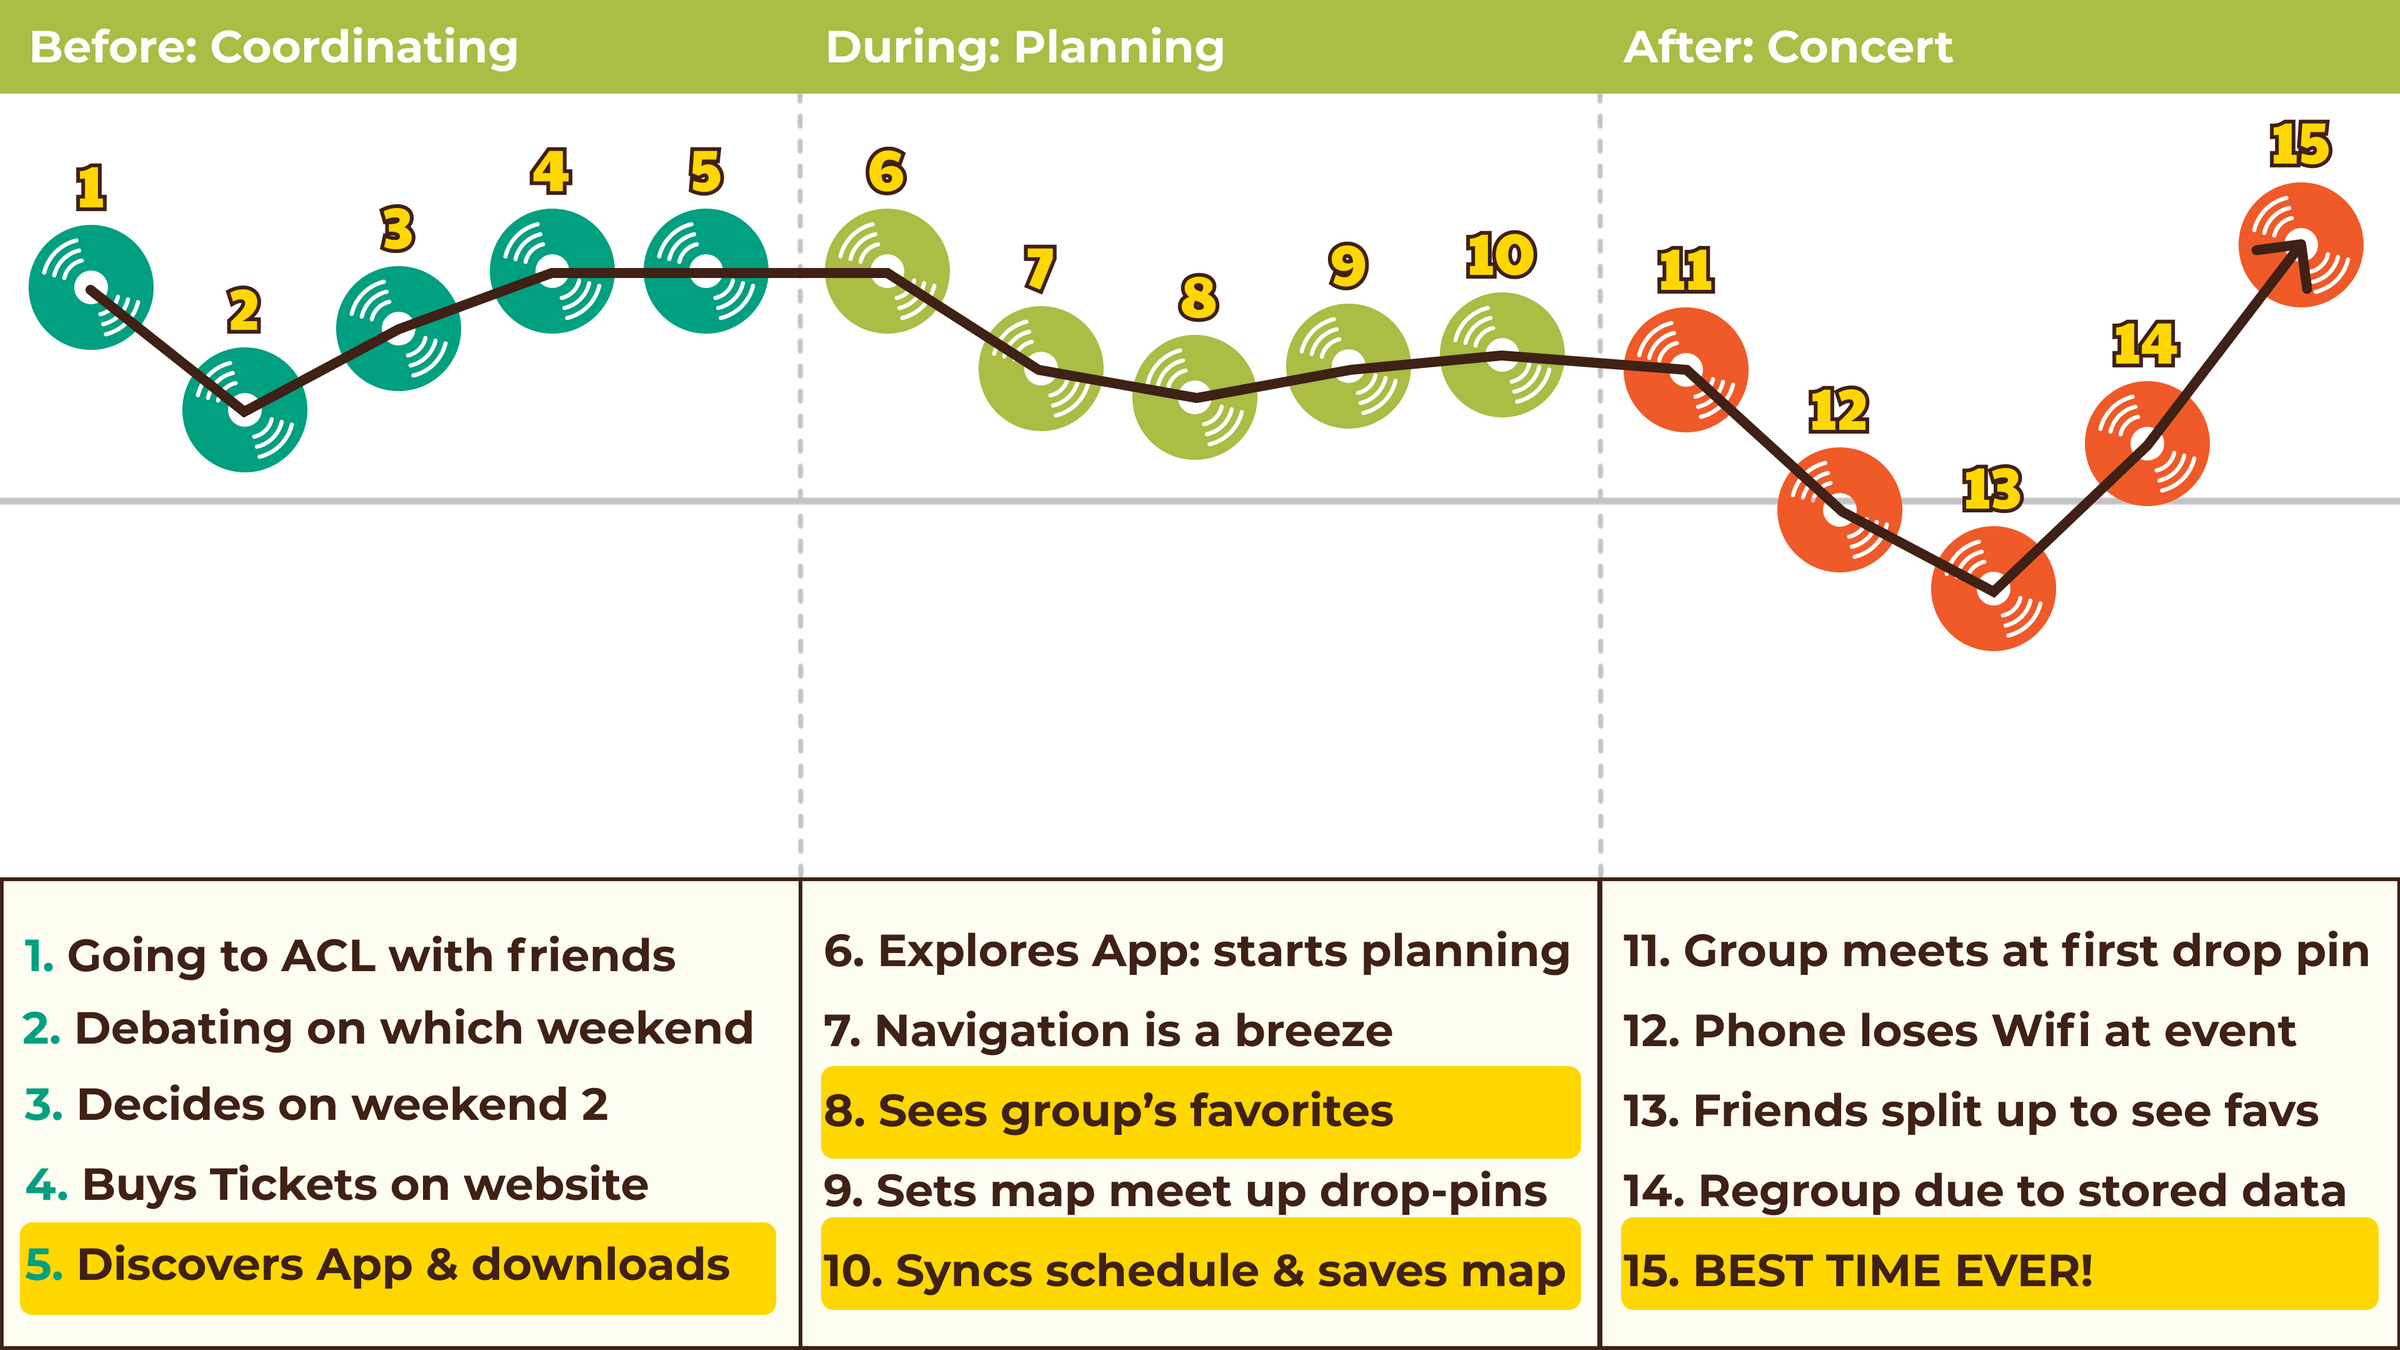 Before: Coordinating
During: Planning
After: Concert
1
2
3
4
5
6
7
8
9
10
11
12
13
14
15
1. Going to ACL with friends
2. Debating on which weekend
3. Decides on weekend 2
4. Buys Tickets on website
5. Discovers App & downloads
6. Explores App: starts planning
7. Navigation is a breeze
8. Sees group’s favorites
9. Sets map meet up drop-pins
10. Syncs schedule & saves map
11. Group meets at first drop pin
12. Phone loses Wifi at event
13. Friends split up to see favs
14. Regroup due to stored data
15. BEST TIME EVER!